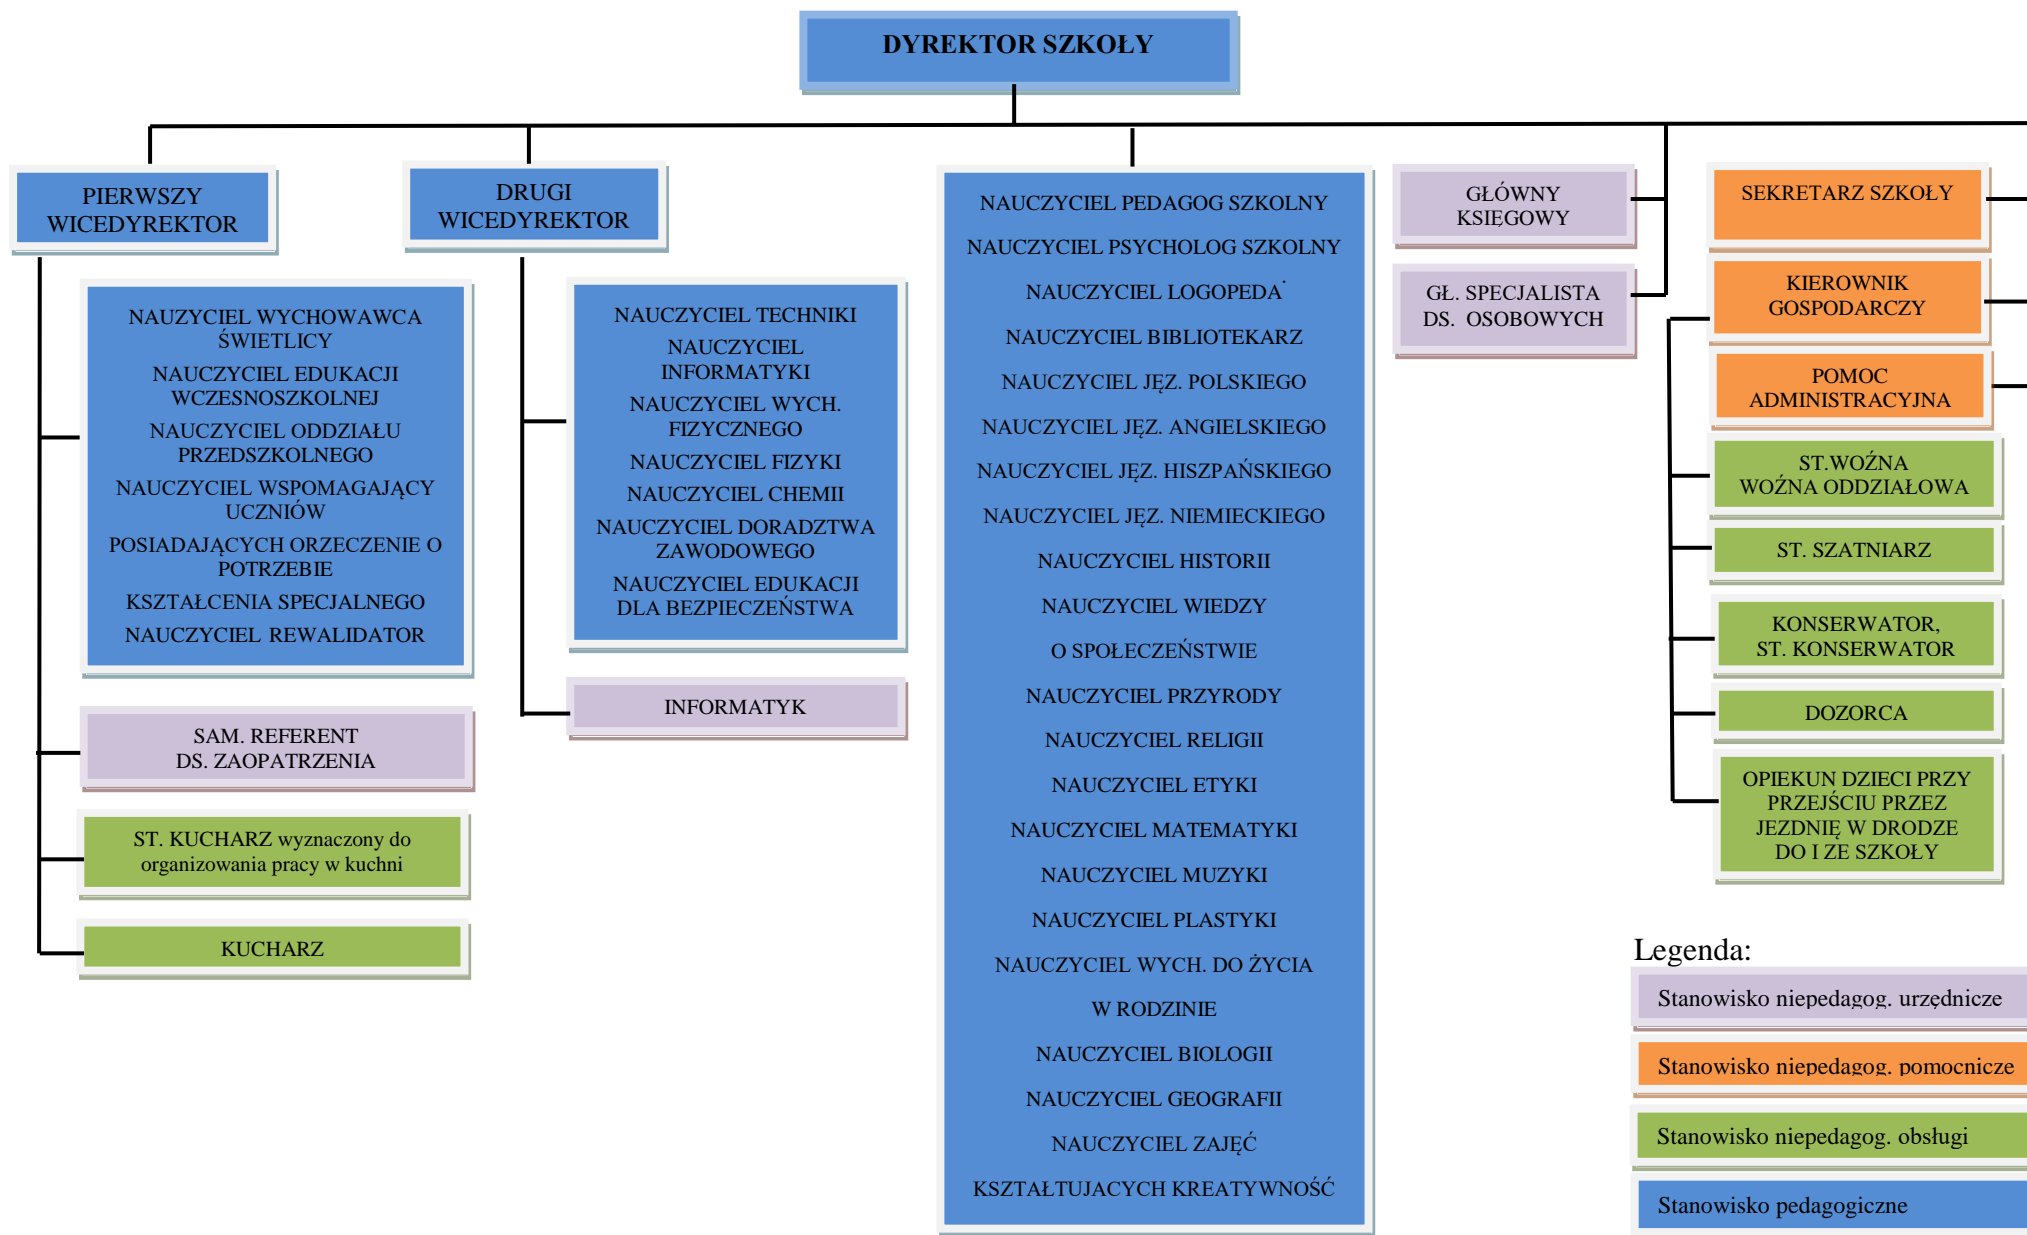 DYREKTOR SZKOŁY
PIERWSZY
WICEDYREKTOR
NAUZYCIEL WYCHOWAWCA
ŚWIETLICY
NAUCZYCIEL EDUKACJI
WCZESNOSZKOLNEJ
NAUCZYCIEL ODDZIAŁU
PRZEDSZKOLNEGO
NAUCZYCIEL WSPOMAGAJĄCY
UCZNIÓW
POSIADAJĄCYCH ORZECZENIE O
POTRZEBIE
KSZTAŁCENIA SPECJALNEGO
NAUCZYCIEL REWALIDATOR
SAM. REFERENT
DS. ZAOPATRZENIA
ST. KUCHARZ wyznaczony do
organizowania pracy w kuchni
KUCHARZ
DRUGI
WICEDYREKTOR
NAUCZYCIEL TECHNIKI
NAUCZYCIEL
INFORMATYKI
NAUCZYCIEL WYCH.
FIZYCZNEGO
NAUCZYCIEL FIZYKI
NAUCZYCIEL CHEMII
NAUCZYCIEL DORADZTWA
ZAWODOWEGO
NAUCZYCIEL EDUKACJI
DLA BEZPIECZEŃSTWA
INFORMATYK
NAUCZYCIEL PEDAGOG SZKOLNY
NAUCZYCIEL PSYCHOLOG SZKOLNY
NAUCZYCIEL LOGOPEDA
NAUCZYCIEL BIBLIOTEKARZ
NAUCZYCIEL JĘZ. POLSKIEGO
NAUCZYCIEL JĘZ. ANGIELSKIEGO
NAUCZYCIEL JĘZ. HISZPAŃSKIEGO
NAUCZYCIEL JĘZ. NIEMIECKIEGO
NAUCZYCIEL HISTORII
NAUCZYCIEL WIEDZY
O SPOŁECZEŃSTWIE
NAUCZYCIEL PRZYRODY
NAUCZYCIEL RELIGII
NAUCZYCIEL ETYKI
NAUCZYCIEL MATEMATYKI
NAUCZYCIEL MUZYKI
NAUCZYCIEL PLASTYKI
NAUCZYCIEL WYCH. DO ŻYCIA
W RODZINIE
NAUCZYCIEL BIOLOGII
NAUCZYCIEL GEOGRAFII
NAUCZYCIEL ZAJĘĆ
KSZTAŁTUJACYCH KREATYWNOŚĆ
GŁÓWNY
KSIĘGOWY
GŁ. SPECJALISTA
DS. OSOBOWYCH
SEKRETARZ SZKOŁY
KIEROWNIK
GOSPODARCZY
POMOC
ADMINISTRACYJNA
ST.WOŹNA
WOŹNA ODDZIAŁOWA
ST. SZATNIARZ
KONSERWATOR,
ST. KONSERWATOR
DOZORCA
OPIEKUN DZIECI PRZY
PRZEJŚCIU PRZEZ
JEZDNIĘ W DRODZE
DO I ZE SZKOŁY
Legenda:
Stanowisko niepedagog. urzędnicze
Stanowisko niepedagog. pomocnicze
Stanowisko niepedagog. obsługi
Stanowisko pedagogiczne